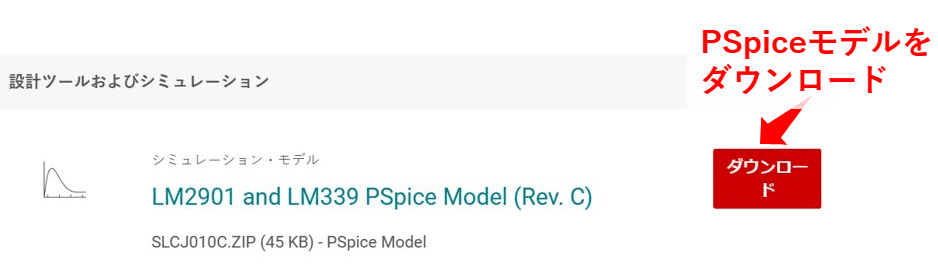 PSpiceモデルを
ダウンロード
設計ツールおよびシミュレーション
シミュレーション・モデル
LM2901 and LM339 PSpice Model (Rev. C)
SLCJ010C.ZIP (45 KB) - PSpice Model
ダウンロー
ド